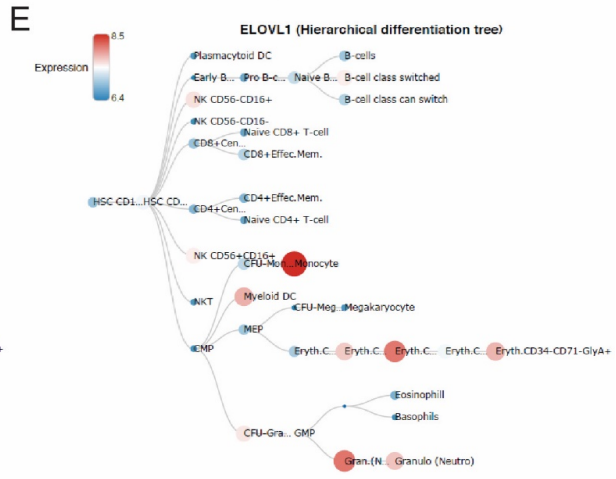 E
ELOVL1 (Hierarchical differentiation tree)
8.5
Expression
6.4
Plasmacytoid DC
B-cells
Early B... Pro B-c... Naive B... B-cell class switched
NK CD56-CD16+
B-cell class can switch
NK CD56-CD16-
Naive CD8+ T-cell
CD8+Cen...
CD8+Effec.Mem.
CD4+Effec.Mem.
HSC CD1... HSC CD...
CD4+Cen...
Naive CD4+ T-cell
NK CD56+CD16+
CFU-Mon... Monocyte
NKT
Myeloid DC
CFU-Meg... Megakaryocyte
MEP
CMP
Eryth.C... Eryth.C... Eryth.C... Eryth.C... Eryth.CD34-CD71-GlyA+
+
Eosinophill
Basophils
CFU-Gra... GMP
Gran.(N... Granulo (Neutro)